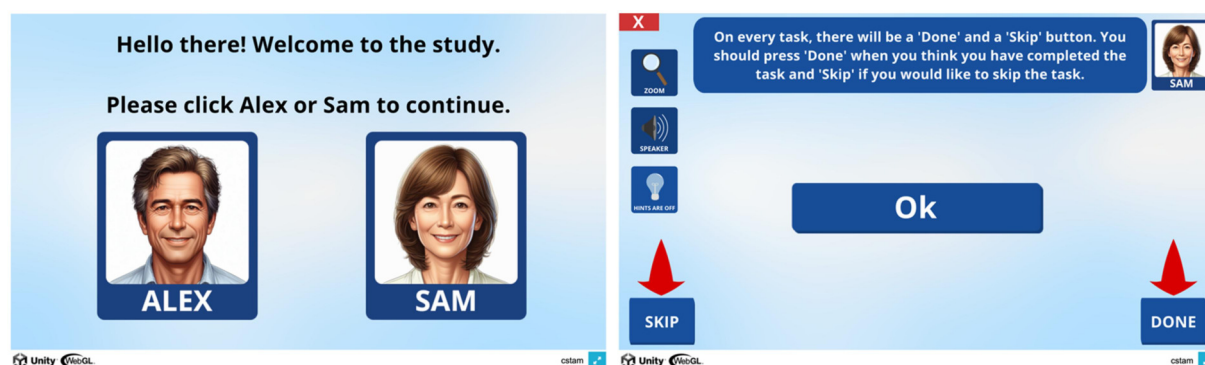 Hello there! Welcome to the study.
Please click Alex or Sam to continue.
ALEX
SAM
Unity WebGL.
cstam
X
On every task, there will be a 'Done' and a 'Skip' button. You
should press 'Done' when you think you have completed the
task and 'Skip' if you would like to skip the task.
SAM
ZOOM
SPEAKER
HINTS ARE OFF
Ok
SKIP
DONE
Unity WebGL.
cstam